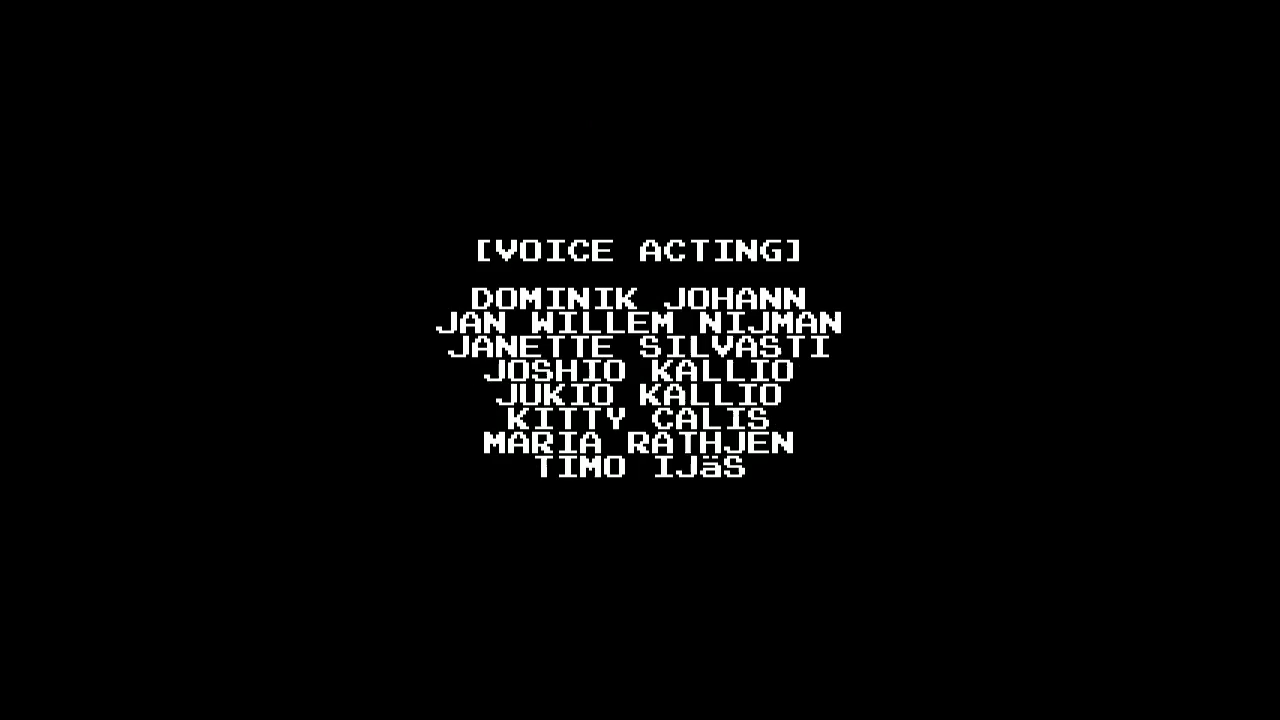 [VOICE ACTING]
DOMINIK JOHANN
JAN WILLEM NIJMAN
JANETTE SILVASTI
JOSHIO KALLIO
JUKIO KALLIO
KITTY CALIS
MARIA RATHJEN
TIMO IJäS